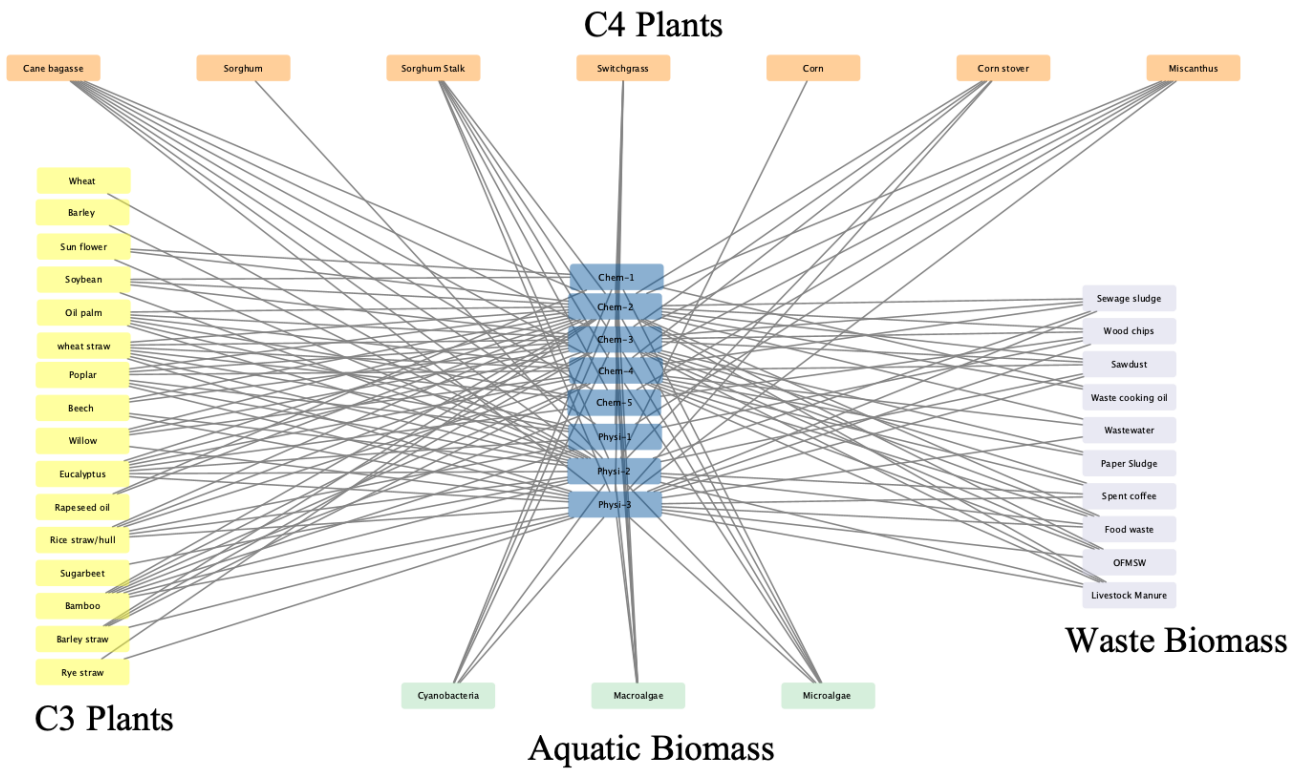 C4 Plants
Cane bagasse
Sorghum
Sorghum Stalk
Switchgrass
Corn
Corn stover
Miscanthus
Wheat
Barley
Sun flower
Soybean
Oil palm
wheat straw
Poplar
Beech
Willow
Eucalyptus
Rapeseed oil
Rice straw/hull
Sugarbeet
Bamboo
Barley straw
Rye straw
C3 Plants
Chem-1
Chem-2
Chem-3
Chem-4
Chem-5
Physi-1
Physi-2
Physi-3
Sewage sludge
Wood chips
Sawdust
Waste cooking oil
Wastewater
Paper Sludge
Spent coffee
Food waste
OFMSW
Livestock Manure
Waste Biomass
Cyanobacteria
Macroalgae
Microalgae
Aquatic Biomass